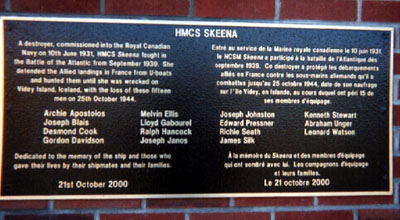 HMCS SKEENA
A destroyer, commissioned into the Royal Canadian
Navy on 10th June 1931, HMCS Skeena fought in
the Battle of the Atlantic from September 1939. She
defended the Allied landings in France from U-boats
and hunted them until she was wrecked on
Videy Island, Iceland, with the loss of these fifteen
men on 25th October 1944.
Archie Apostolos
Joseph Blais
Desmond Cook
Gordon Davidson
Melvin Ellis
Lloyd Gabourel
Ralph Hancock
Joseph Janos
Dedicated to the memory of the ship and those who
gave their lives by their shipmates and their families.
21st October 2000
Entré au service de la Marine royale canadienne le 10 juin 1931
le NCSM Skeena a participé à la bataille de l'Atlantique dès
septembre 1939. Ce destroyer a protégé les débarquements
alliés en France contre les sous-marins allemands qu'il a
combattus jusqu'au 25 octobre 1944, date de son naufrage
sur l'île Videy, en Islande, au cours duquel ont péri 15 de
ses membres d'équipage.
Joseph Johnston
Edward Pressner
Richie Seath
James Silk
Kenneth Stewart
Abraham Unger
Leonard Watson
À la mémoire du Skeena et des membres d'équipage
qui ont sombré avec lui. Les compagnons d'équipage
et leurs familles.
Le 21 octobre 2000